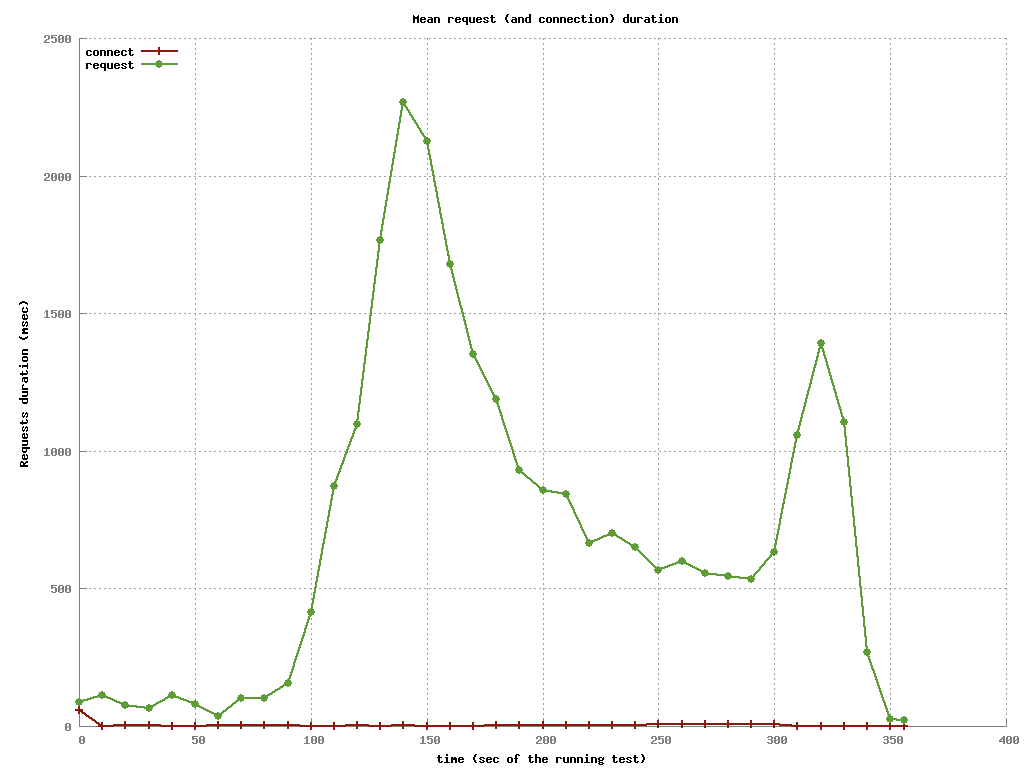 Mean request (and connection) duration
2500
connect
request
2000
1500
Requests duration (msec)
1000
500
0
0 50 100 150 200 250 300 350 400
time (sec of the running test)